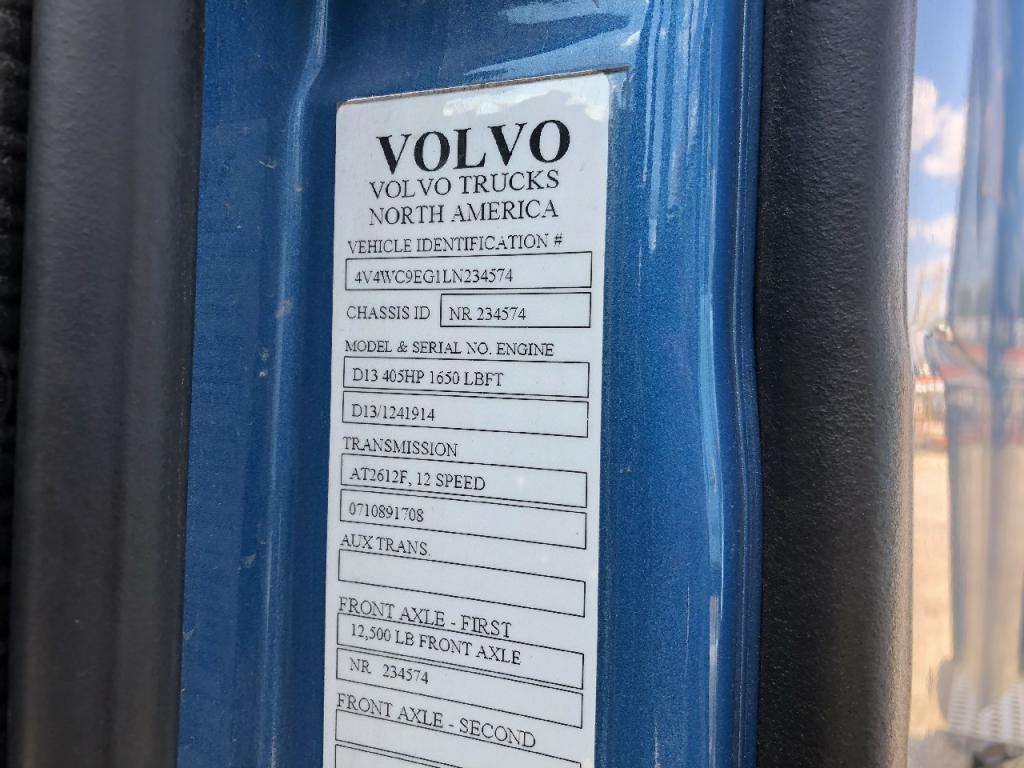 VOLVO
VOLVO TRUCKS
NORTH AMERICA
VEHICLE IDENTIFICATION #
4V4WC9EG1LN234574
CHASSIS ID NR 234574
MODEL & SERIAL NO. ENGINE
D13 405HP 1650 LBFT
D13/1241914
TRANSMISSION
AT2612F, 12 SPEED
0710891708
AUX TRANS.
FRONT AXLE - FIRST
12,500 LB FRONT AXLE
NR 234574
FRONT AXLE - SECOND